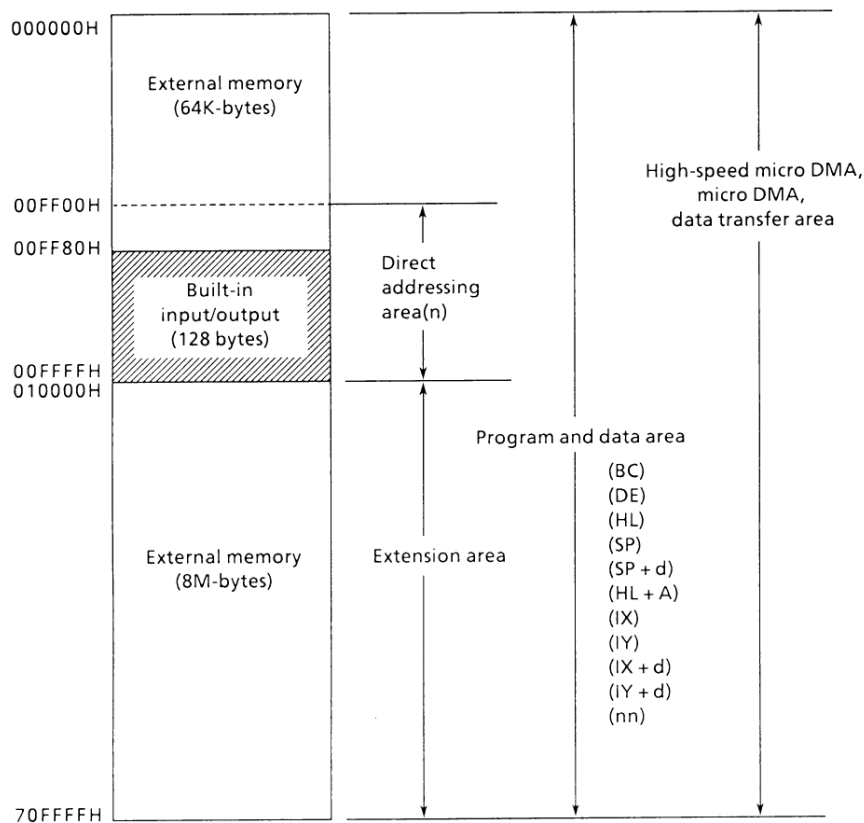 000000H
External memory
(64K-bytes)
High-speed micro DMA,
micro DMA,
data transfer area
00FF00H
00FF80H
Direct
addressing
area(n)
Built-in
input/output
(128 bytes)
00FFFFH
010000H
Program and data area
(BC)
(DE)
(HL)
(SP)
(SP + d)
(HL + A)
(IX)
(IY)
(IX + d)
(IY + d)
(nn)
External memory
(8M-bytes)
Extension area
70FFFFH